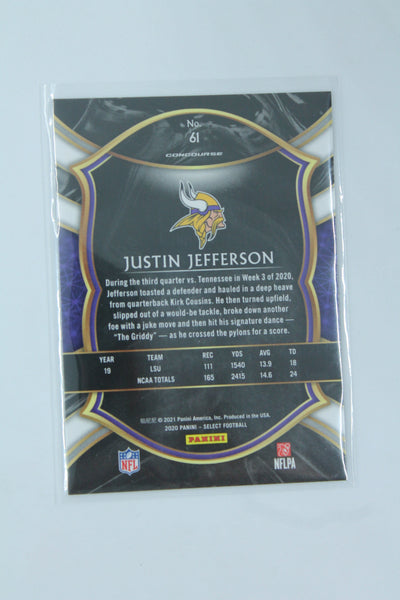 No.
61
CONCOURSE
JUSTIN JEFFERSON
During the third quarter vs. Tennessee in Week 3 of 2020,
Jefferson toasted a defender and hauled in a deep heave
from quarterback Kirk Cousins. He then turned upfield,
slipped out of a would-be tackle, broke down another
foe with a juke move and then hit his signature dance —
"The Griddy" — as he crossed the pylons for a score.
YEAR TEAM REC YDS AVG TD
19 LSU 111 1540 13.9 18
NCAA TOTALS 165 2415 14.6 24
© 2021 Panini America, Inc. Produced in the USA.
2020 PANINI – SELECT FOOTBALL
PANINI
NFL
NFLPA